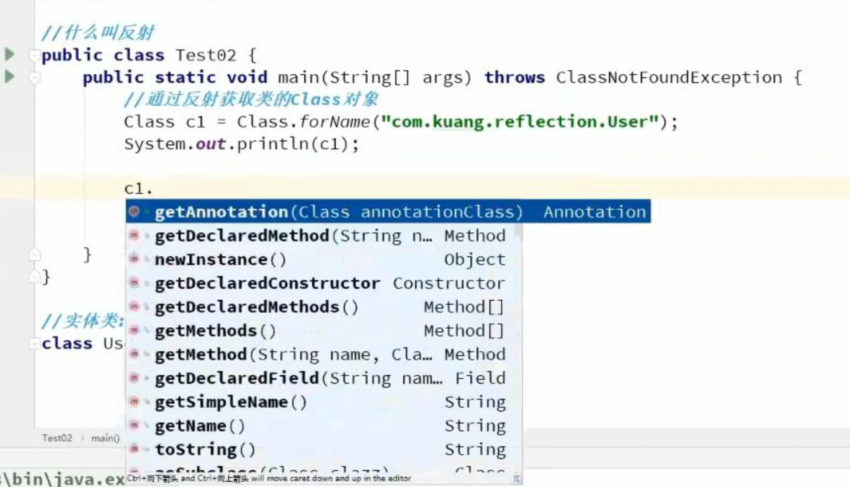 //什么叫反射
public class Test02 {
public static void main(String[] args) throws ClassNotFoundException {
//通过反射获取类的Class对象
Class c1 = Class.forName("com.kuang.reflection.User");
System.out.println(c1);
c1.
getAnnotation(Class annotationClass) Annotation
getDeclaredMethod(String n… Method
newInstance() Object
}
getDeclaredConstructor Constructor
}
getDeclaredMethods() Method[]
//实体类:
getMethods() Method[]
class Us
getMethod(String name, Cla… Method
getDeclaredField(String nam… Field
getSimpleName() String
getName() String
Test02 › main()
toString() String
asSubclass(Class clazz) Class
\bin\java.ex
Ctrl+向下箭头 and Ctrl+向上箭头 will move caret down and up in the editor
π